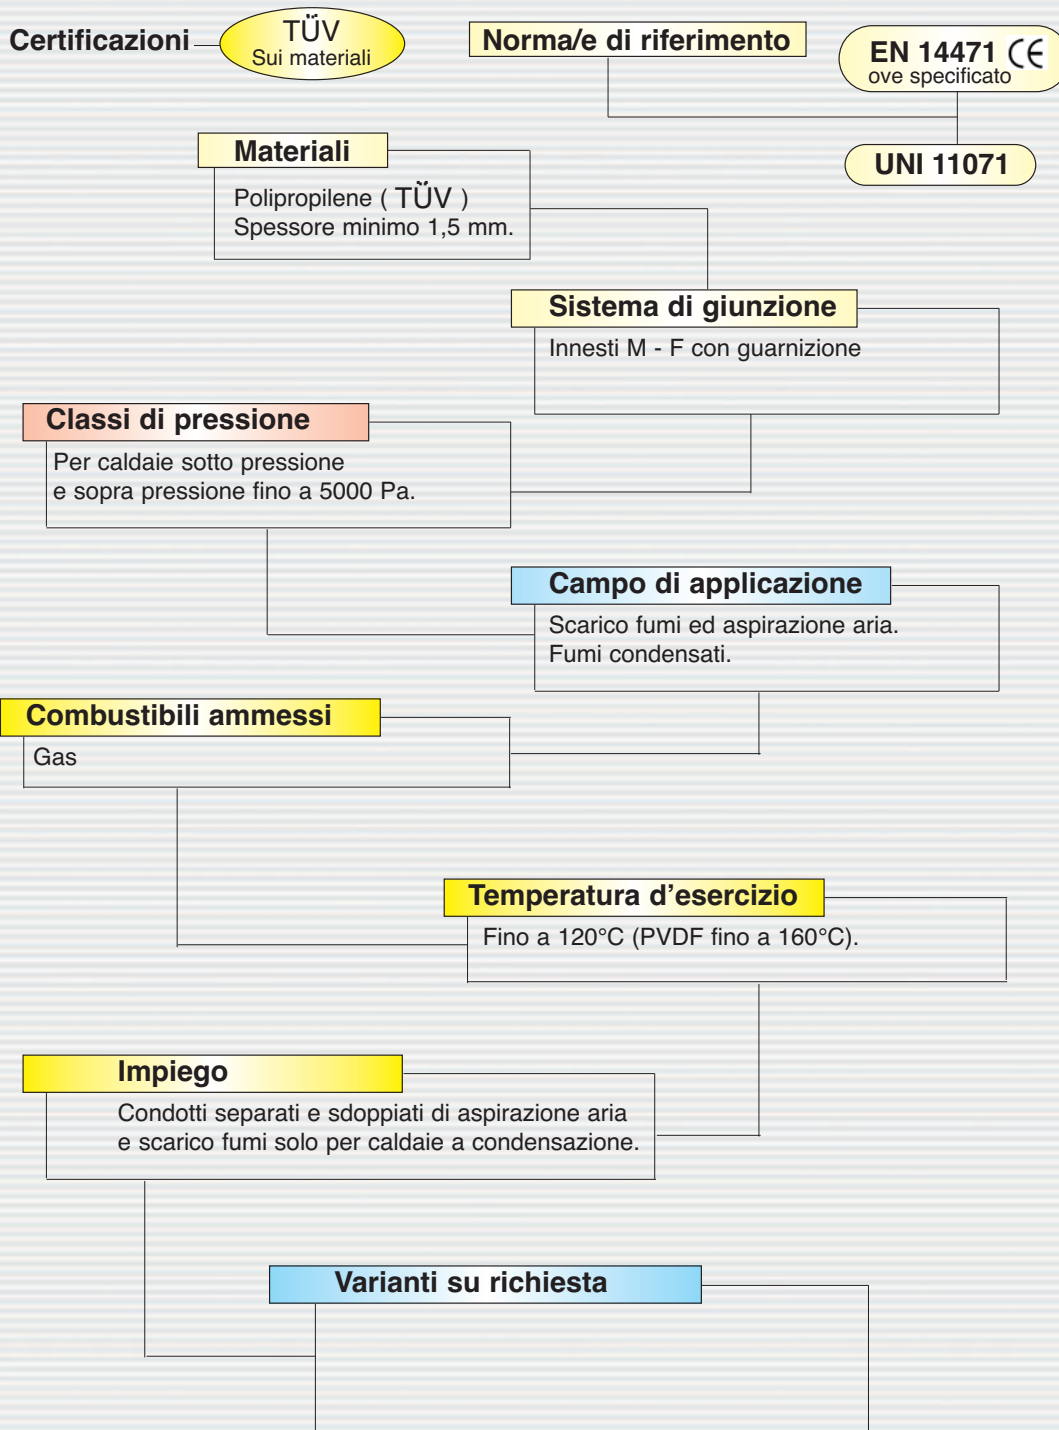 Certificazioni
TÜV
Sui materiali
Norma/e di riferimento
EN 14471 CE
ove specificato
UNI 11071
Materiali
Polipropilene ( TÜV )
Spessore minimo 1,5 mm.
Sistema di giunzione
Innesti M - F con guarnizione
Classi di pressione
Per caldaie sotto pressione
e sopra pressione fino a 5000 Pa.
Campo di applicazione
Scarico fumi ed aspirazione aria.
Fumi condensati.
Combustibili ammessi
Gas
Temperatura d'esercizio
Fino a 120°C (PVDF fino a 160°C).
Impiego
Condotti separati e sdoppiati di aspirazione aria
e scarico fumi solo per caldaie a condensazione.
Varianti su richiesta